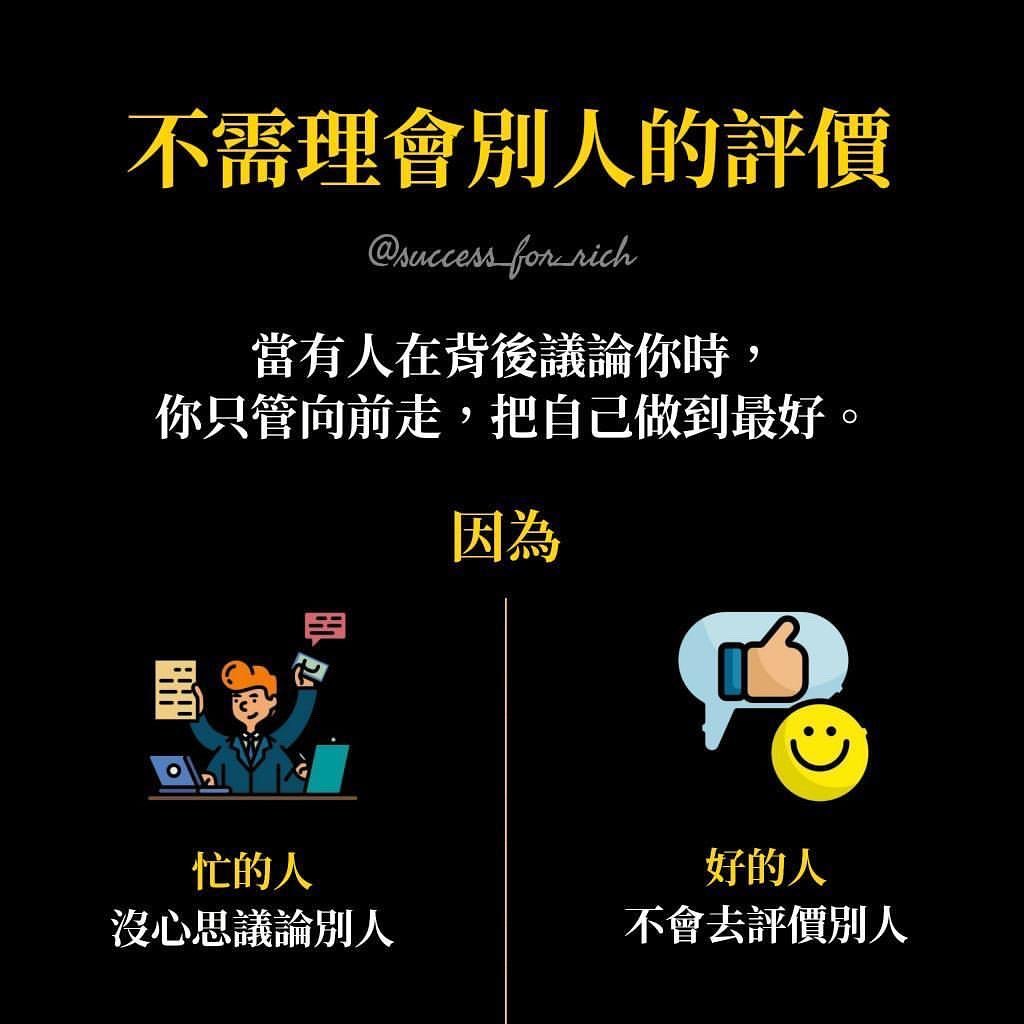 不需理會別人的評價
@success_for_rich
當有人在背後議論你時，
你只管向前走，把自己做到最好。
因為
忙的人
沒心思議論別人
好的人
不會去評價別人